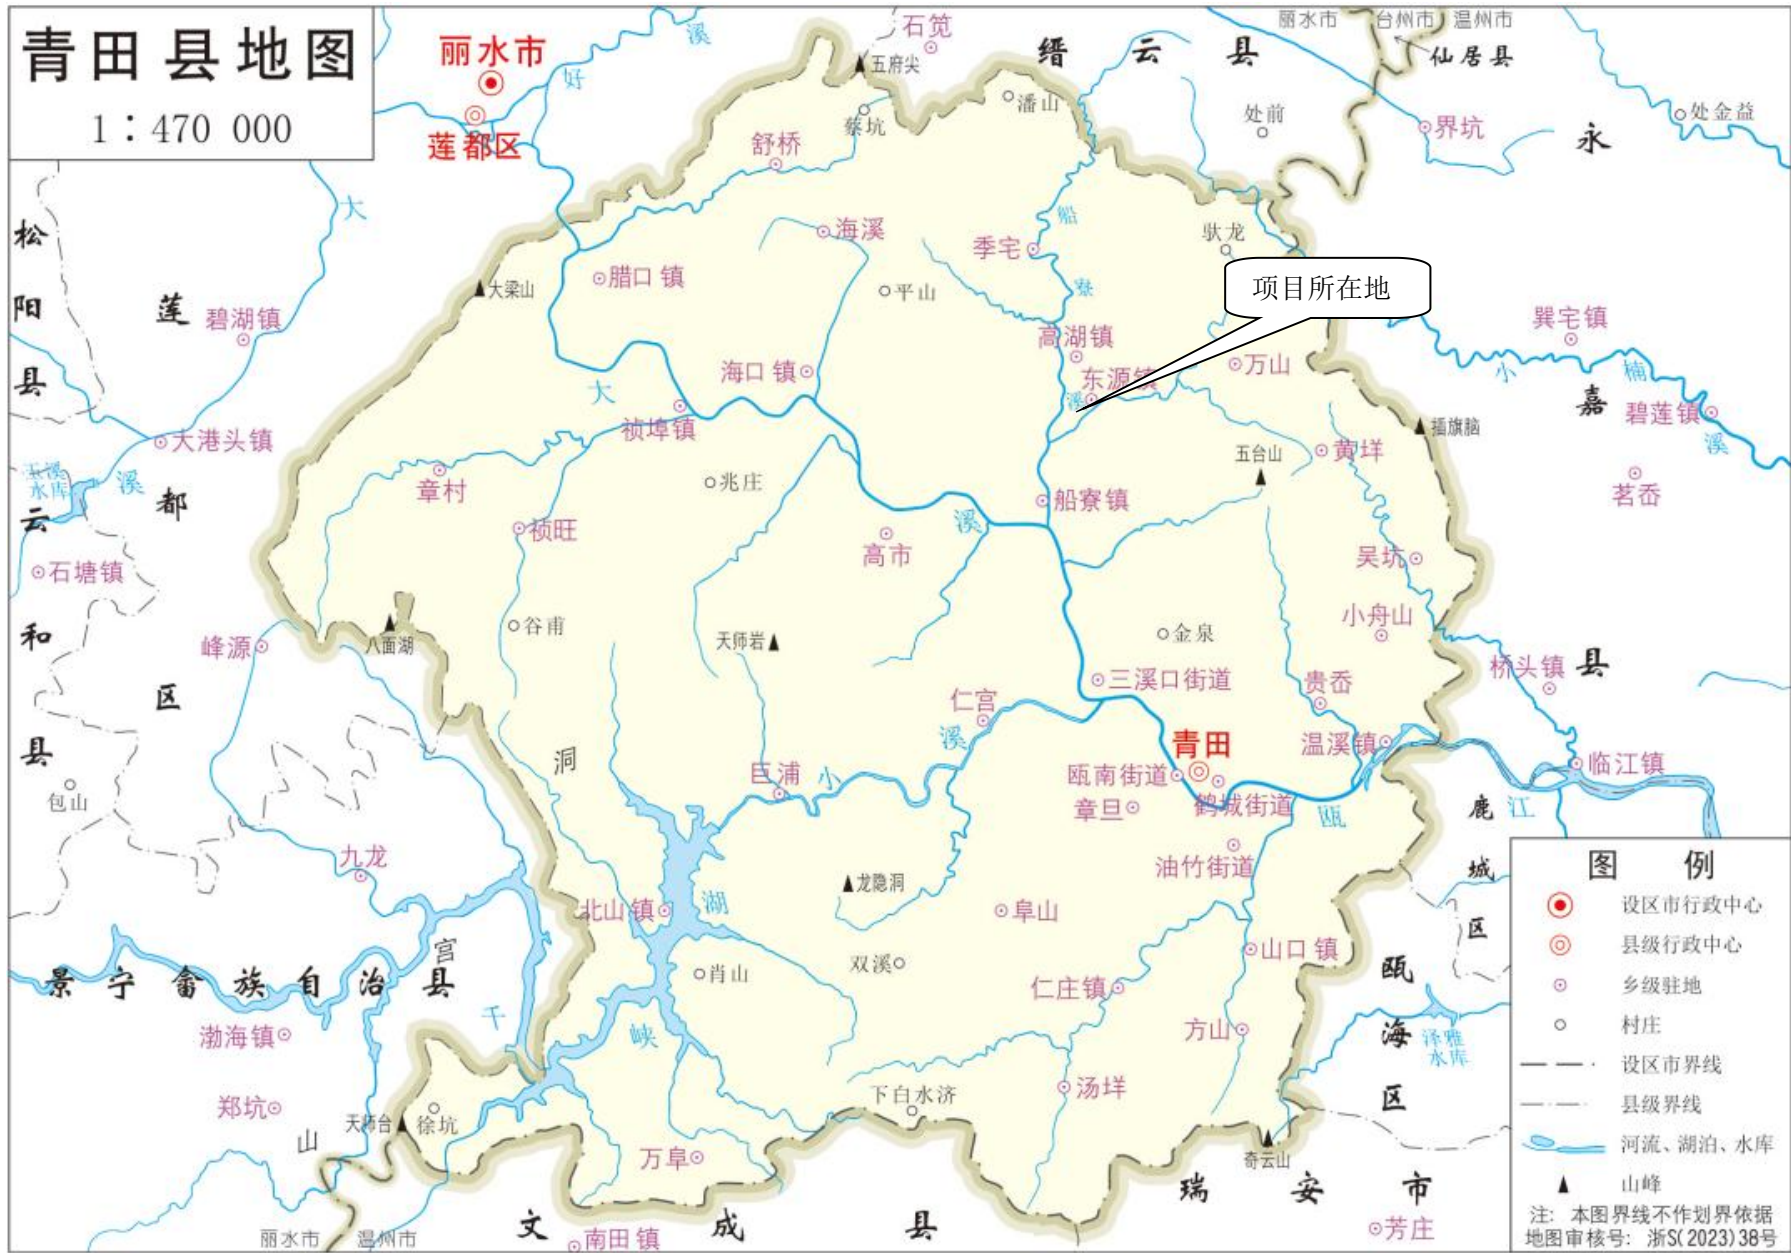 青田县地图
1：470 000
丽水市
莲都区
好
溪
石笕
五府尖
蔡坑
潘山
缙云县
丽水市
台州市
温州市
仙居县
处前
界坑
处金益
永
舒桥
大
松
阳
县
海溪
季宅
船
驮龙
腊口镇
大梁山
平山
寮
项目所在地
莲
碧湖镇
高湖镇
巽宅镇
海口镇
大
东源镇
万山
小
楠
溪
嘉
碧莲镇
溪
祯埠镇
插旗脑
大港头镇
玉溪
水库
溪
章村
兆庄
五台山
黄垟
茗岙
都
云
祯旺
高市
溪
船寮镇
石塘镇
吴坑
和
峰源
八面湖
谷甫
天师岩
金泉
小舟山
县
区
县
三溪口街道
贵岙
桥头镇
仁宫
溪
青田
温溪镇
洞
巨浦
小
瓯南街道
临江镇
包山
章旦
鹤城街道
瓯
鹿
江
九龙
油竹街道
城
龙隐洞
北山镇
湖
阜山
区
宫
景宁畲族自治县
肖山
双溪
山口镇
瓯
仁庄镇
千
渤海镇
峡
方山
海
泽雅
水库
下白水济
汤垟
区
郑坑
天师台
徐坑
山
万阜
奇云山
瑞安市
丽水市
温州市
文成县
南田镇
芳庄
图例
设区市行政中心
县级行政中心
乡级驻地
村庄
设区市界线
县级界线
河流、湖泊、水库
山峰
注：本图界线不作划界依据
地图审核号：浙S(2023)38号